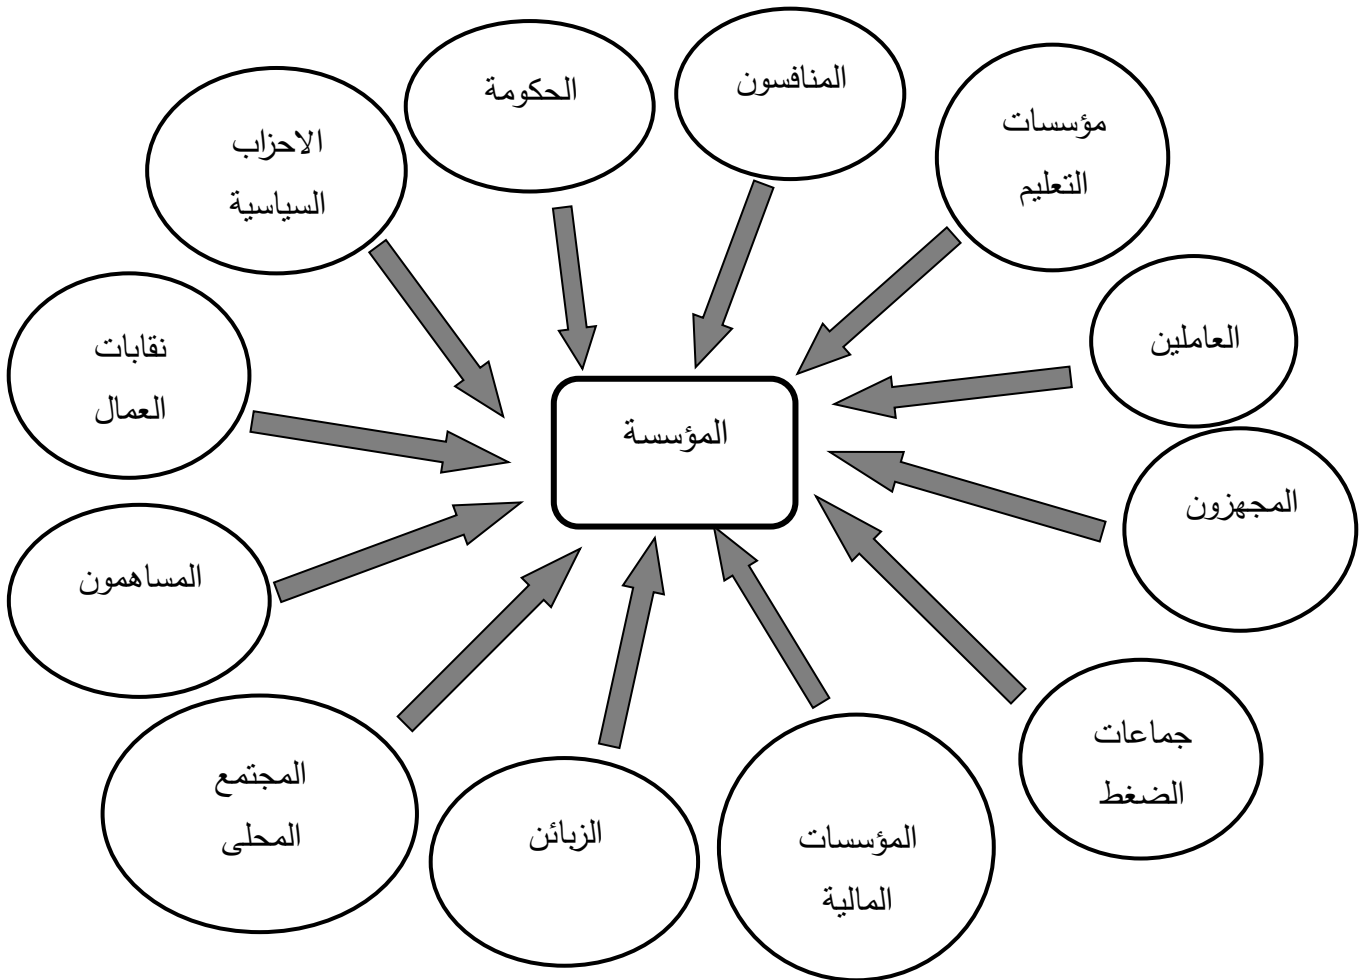 المنافسون
الحكومة
مؤسسات
التعليم
الاحزاب
السياسية
العاملين
نقابات
العمال
المؤسسة
المجهزون
المساهمون
جماعات
الضغط
المجتمع
المحلى
الزبائن
المؤسسات
المالية